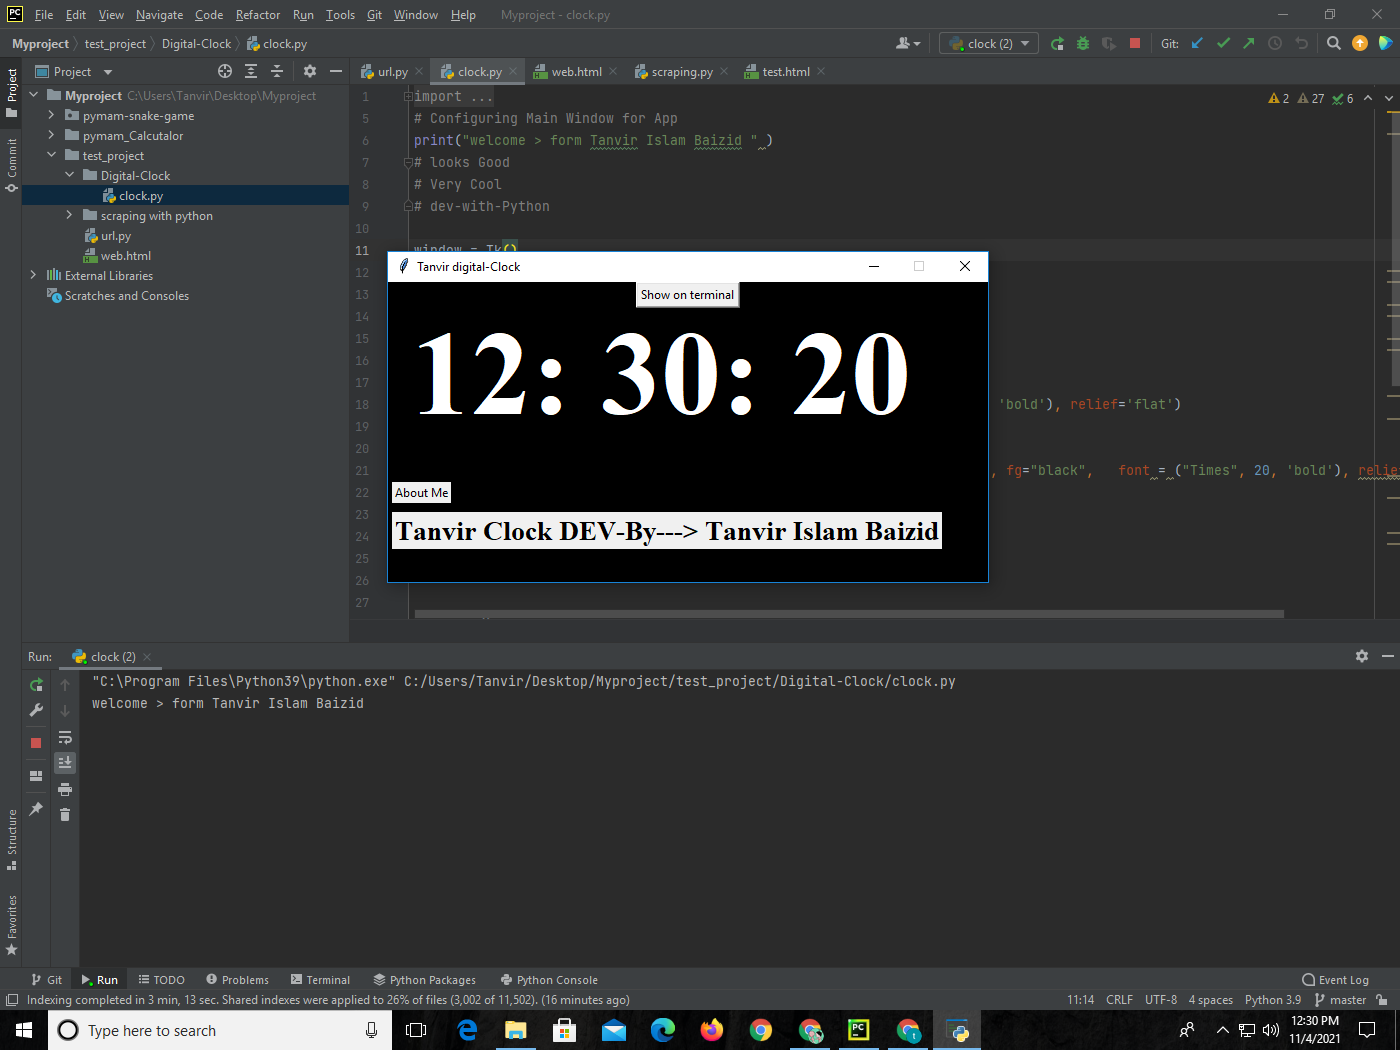 File Edit View Navigate Code Refactor Run Tools Git Window Help Myproject - clock.py
Myproject test_project Digital-Clock clock.py
clock (2)
Git:
Project
url.py
clock.py
web.html
scraping.py
test.html
Project
Commit
Structure
Favorites
Myproject C:\Users\Tanvir\Desktop\Myproject
pymam-snake-game
pymam_Calcutalor
test_project
Digital-Clock
clock.py
scraping with python
url.py
web.html
External Libraries
Scratches and Consoles
2 27 6
1 import ...
5 # Configuring Main Window for App
6 print("welcome > form Tanvir Islam Baizid " )
7 # looks Good
8 # Very Cool
9 # dev-with-Python
10
11 window = Tk()
12
13
14
15
16
17
18 'bold'), relief='flat')
19
20
21 , fg="black", font = ("Times", 20, 'bold'), relie
22
23
24
25
26
27
Tanvir digital-Clock
Show on terminal
12: 30: 20
About Me
Tanvir Clock DEV-By---> Tanvir Islam Baizid
Run: clock (2)
"C:\Program Files\Python39\python.exe" C:/Users/Tanvir/Desktop/Myproject/test_project/Digital-Clock/clock.py
welcome > form Tanvir Islam Baizid
Git Run TODO Problems Terminal Python Packages Python Console Event Log
Indexing completed in 3 min, 13 sec. Shared indexes were applied to 26% of files (3,002 of 11,502). (16 minutes ago) 11:14 CRLF UTF-8 4 spaces Python 3.9 master
Type here to search
12:30 PM
11/4/2021